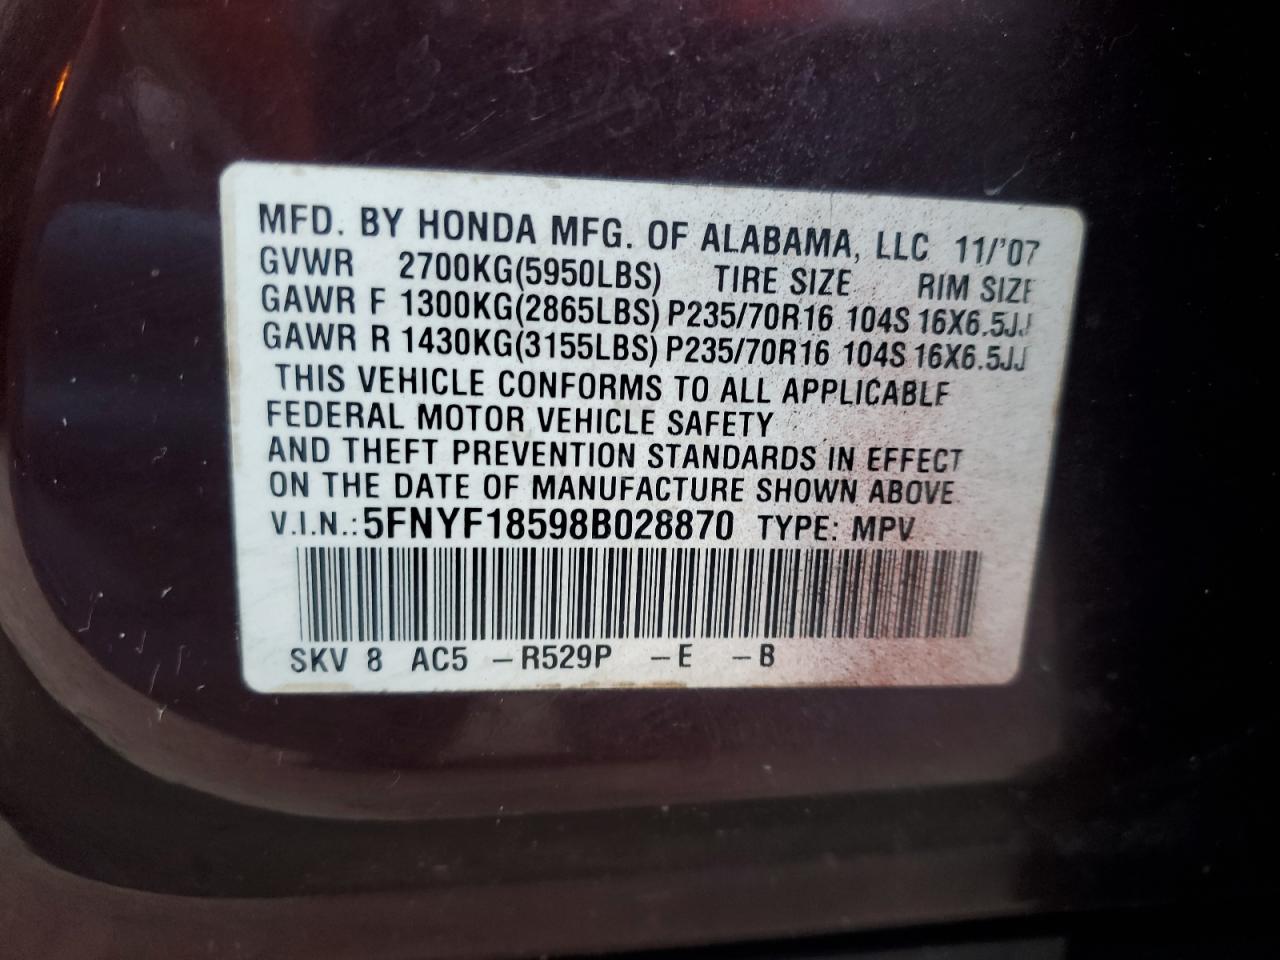 MFD. BY HONDA MFG. OF ALABAMA, LLC 11/'07
GVWR 2700KG(5950LBS) TIRE SIZE RIM SIZE
GAWR F 1300KG(2865LBS) P235/70R16 104S 16X6.5JJ
GAWR R 1430KG(3155LBS) P235/70R16 104S 16X6.5JJ
THIS VEHICLE CONFORMS TO ALL APPLICABLE
FEDERAL MOTOR VEHICLE SAFETY
AND THEFT PREVENTION STANDARDS IN EFFECT
ON THE DATE OF MANUFACTURE SHOWN ABOVE
V.I.N.: 5FNYF18598B028870 TYPE: MPV
SKV 8 AC5 -R529P -E -B